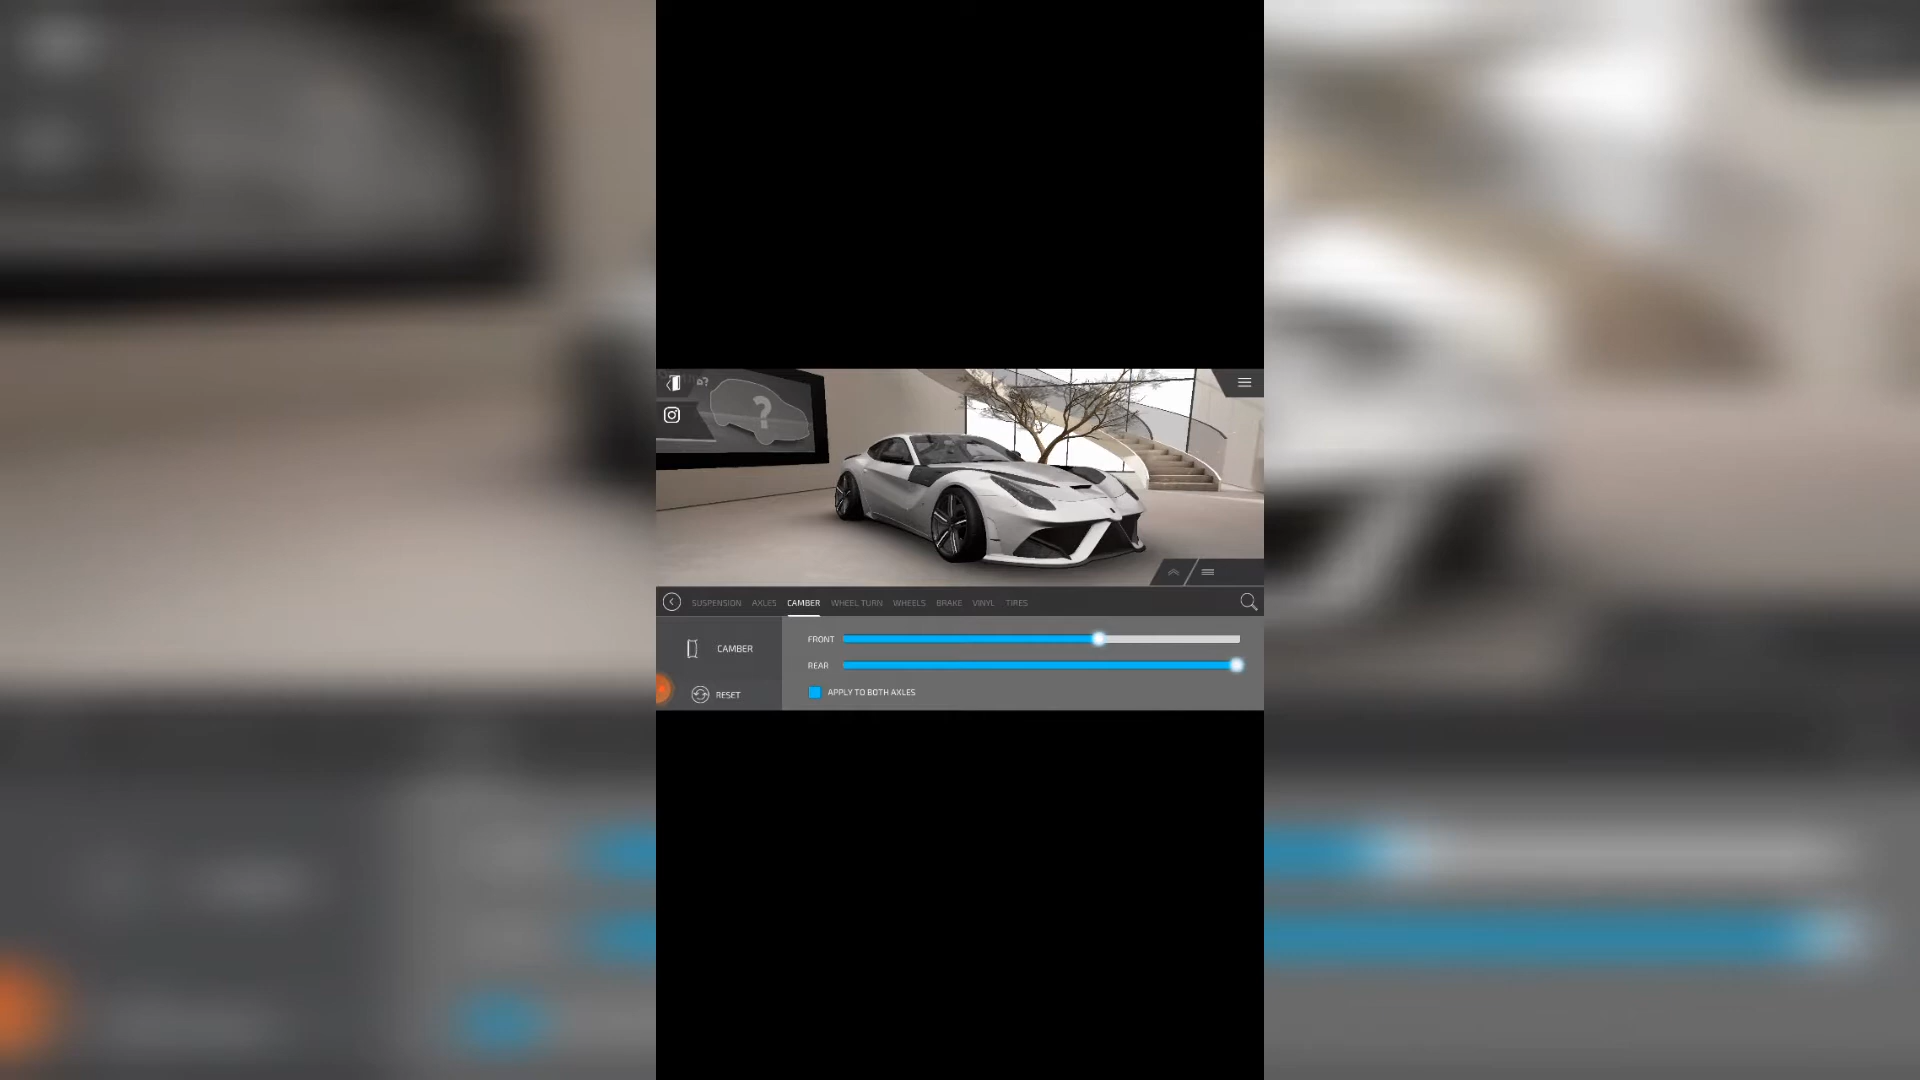 ?
?
SUSPENSION AXLES CAMBER WHEEL TURN WHEELS BRAKE VINYL TIRES
CAMBER
RESET
FRONT
REAR
APPLY TO BOTH AXLES